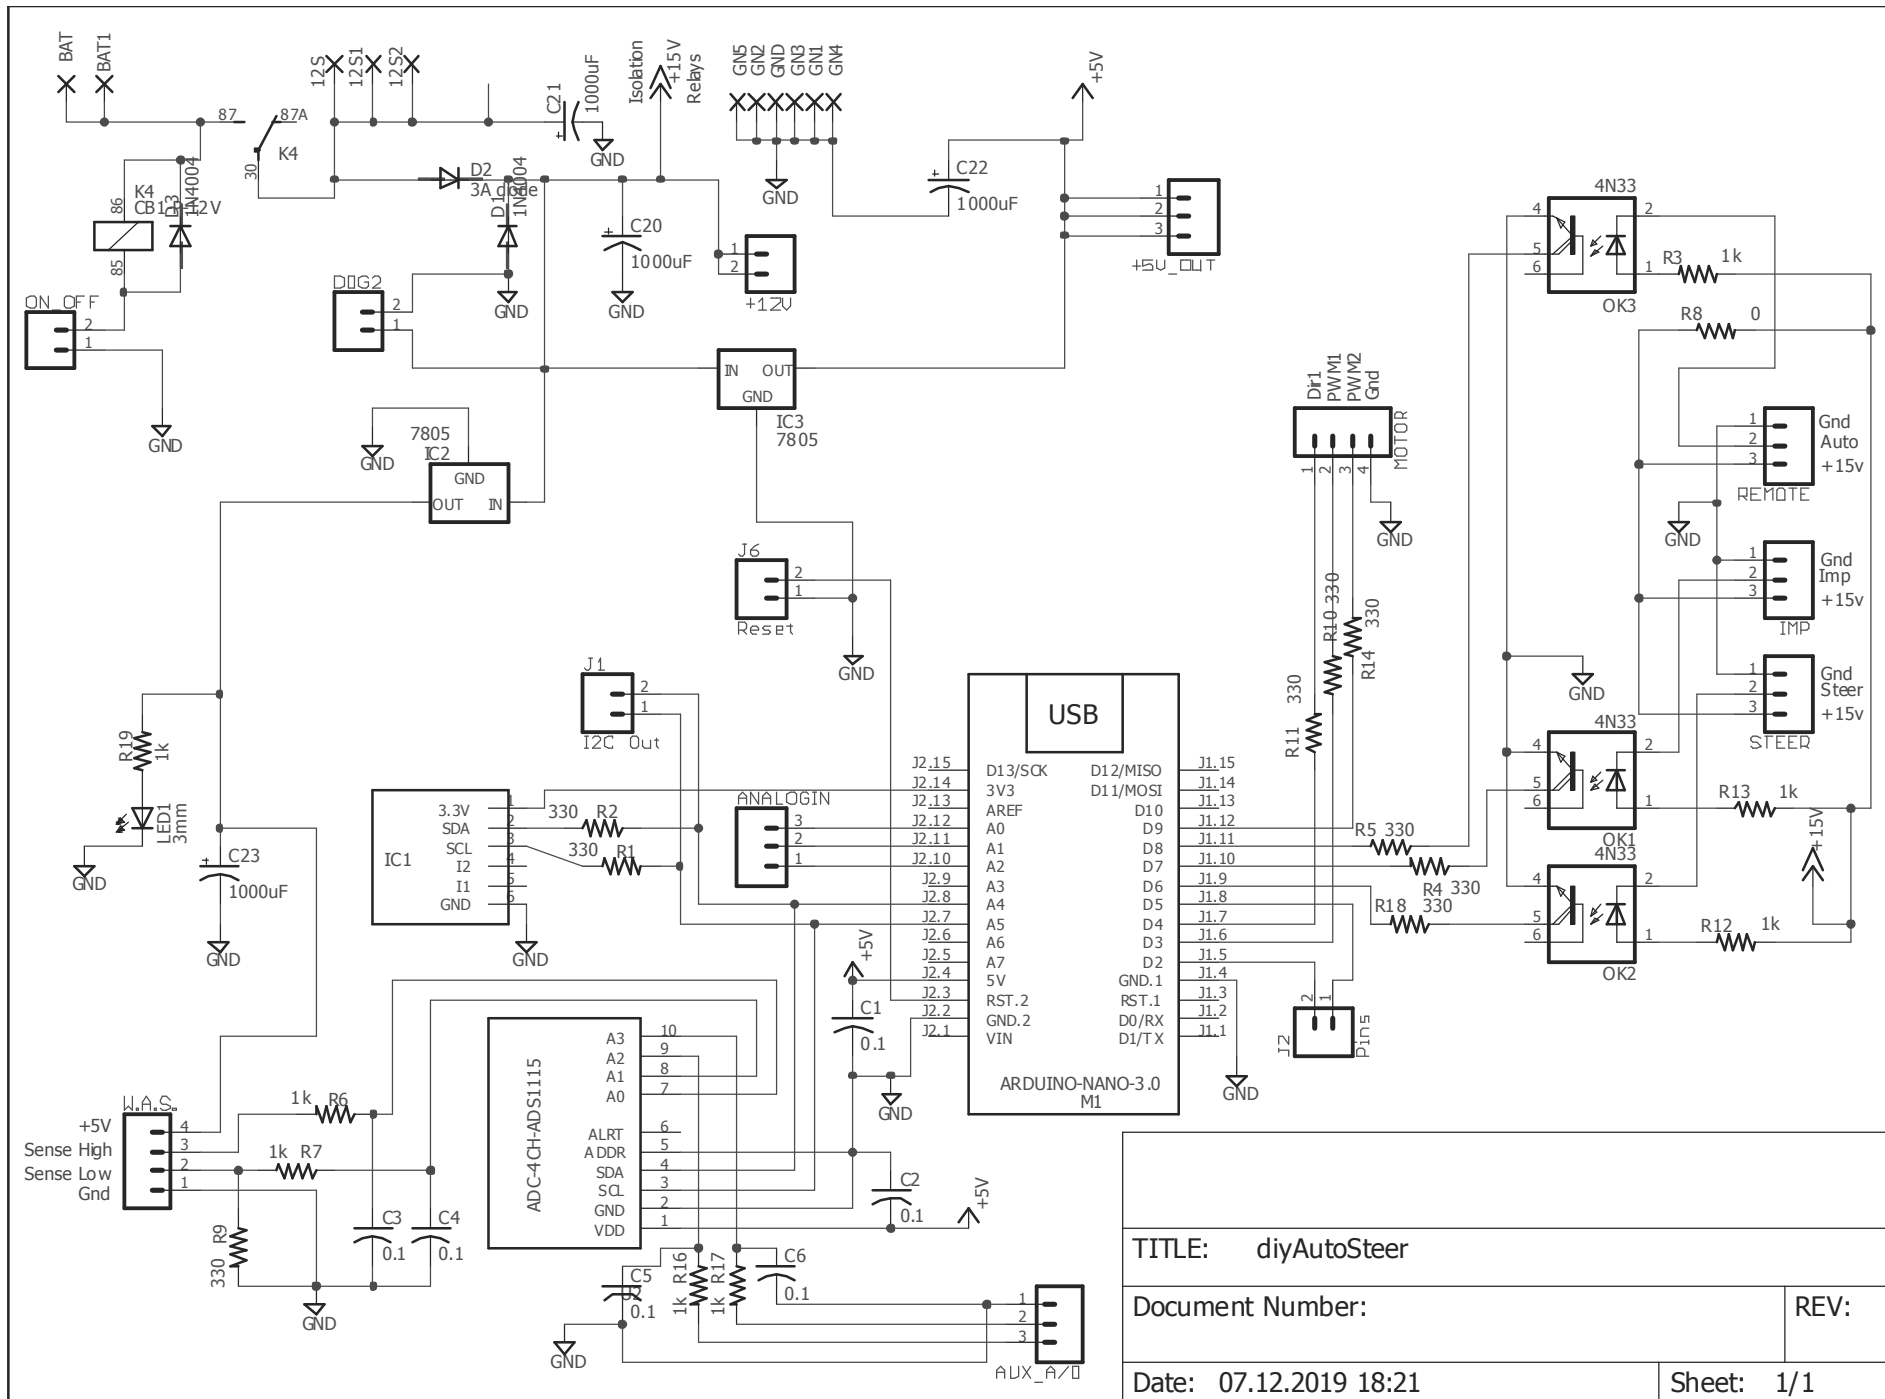 BAT
BAT1
12S
12S1
12S2
87
87A
30
K4
C21
1000uF
GND
Isolation
+15V
Relays
GN5
GN2
GND
GN3
GN1
GN4
GND
+5V
C22
1000uF
K4
CB1-P-12V
86
85
D3
1N4004
D2
3A diode
D1
1N4004
C20
1000uF
GND
GND
1
2
+12V
1
2
3
+5V_OUT
ON_OFF
2
1
GND
DIG2
2
1
IN OUT
GND
IC3
7805
7805
IC2
GND
OUT IN
GND
J6
2
1
Reset
GND
4N33
4
5
6
2
1
OK3
R3 1k
R8 0
Dir1
PWM1
PWM2
Gnd
MOTOR
1
2
3
4
GND
1
2
3
Gnd
Auto
+15v
REMOTE
GND
1
2
3
Gnd
Imp
+15v
IMP
1
2
3
Gnd
Steer
+15v
STEER
GND
R10 330
R14 330
R11 330
J1
2
1
I2C Out
R19
1k
LED1
3mm
GND
C23
1000uF
GND
IC1
3.3V
SDA
SCL
I2
I1
GND
1
2
3
4
5
6
GND
330 R2
330 R1
ANALOGIN
3
2
1
USB
J2.15 D13/SCK D12/MISO J1.15
J2.14 3V3 D11/MOSI J1.14
J2.13 AREF D10 J1.13
J2.12 A0 D9 J1.12
J2.11 A1 D8 J1.11
J2.10 A2 D7 J1.10
J2.9 A3 D6 J1.9
J2.8 A4 D5 J1.8
J2.7 A5 D4 J1.7
J2.6 A6 D3 J1.6
J2.5 A7 D2 J1.5
J2.4 5V GND.1 J1.4
J2.3 RST.2 RST.1 J1.3
J2.2 GND.2 D0/RX J1.2
J2.1 VIN D1/TX J1.1
ARDUINO-NANO-3.0
M1
R5 330
R4 330
R18 330
4N33
4
5
6
2
1
OK1
R13 1k
+15V
4N33
4
5
6
2
1
OK2
R12 1k
GND
2
1
J2
Pins
+5V
C1
0.1
GND
ADC-4CH-ADS1115
A3 10
A2 9
A1 8
A0 7
ALRT 6
ADDR 5
SDA 4
SCL 3
GND 2
VDD 1
C2
0.1
+5V
W.A.S.
+5V 4
Sense High 3
Sense Low 2
Gnd 1
1k R6
1k R7
R9
330
C3
0.1
C4
0.1
GND
C5
J2
0.1
GND
1k R16
1k R17
C6
0.1
1
2
3
AUX_A/D
TITLE: diyAutoSteer
Document Number:
REV:
Date: 07.12.2019 18:21
Sheet: 1/1